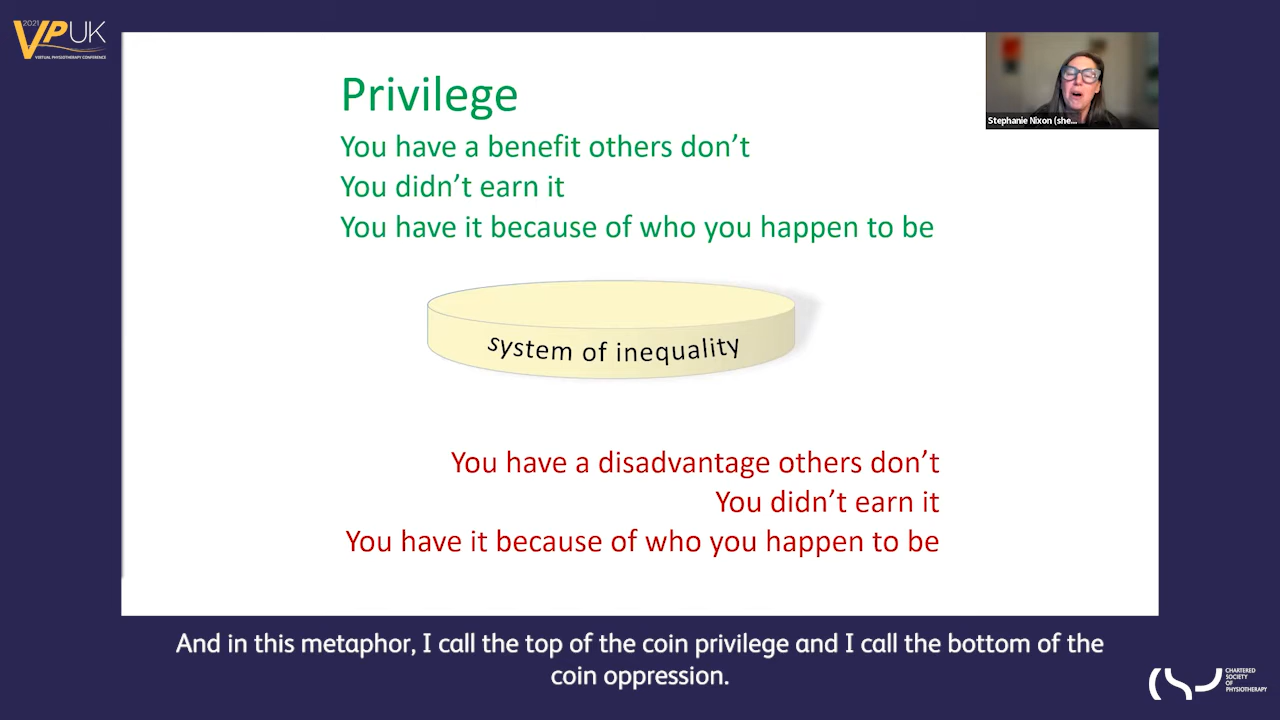 2021
VPUK
VIRTUAL PHYSIOTHERAPY CONFERENCE
Privilege
You have a benefit others don’t
You didn’t earn it
You have it because of who you happen to be
Stephanie Nixon (she...
system of inequality
You have a disadvantage others don’t
You didn’t earn it
You have it because of who you happen to be
And in this metaphor, I call the top of the coin privilege and I call the bottom of the
coin oppression.
CSP
CHARTERED
SOCIETY
OF
PHYSIOTHERAPY